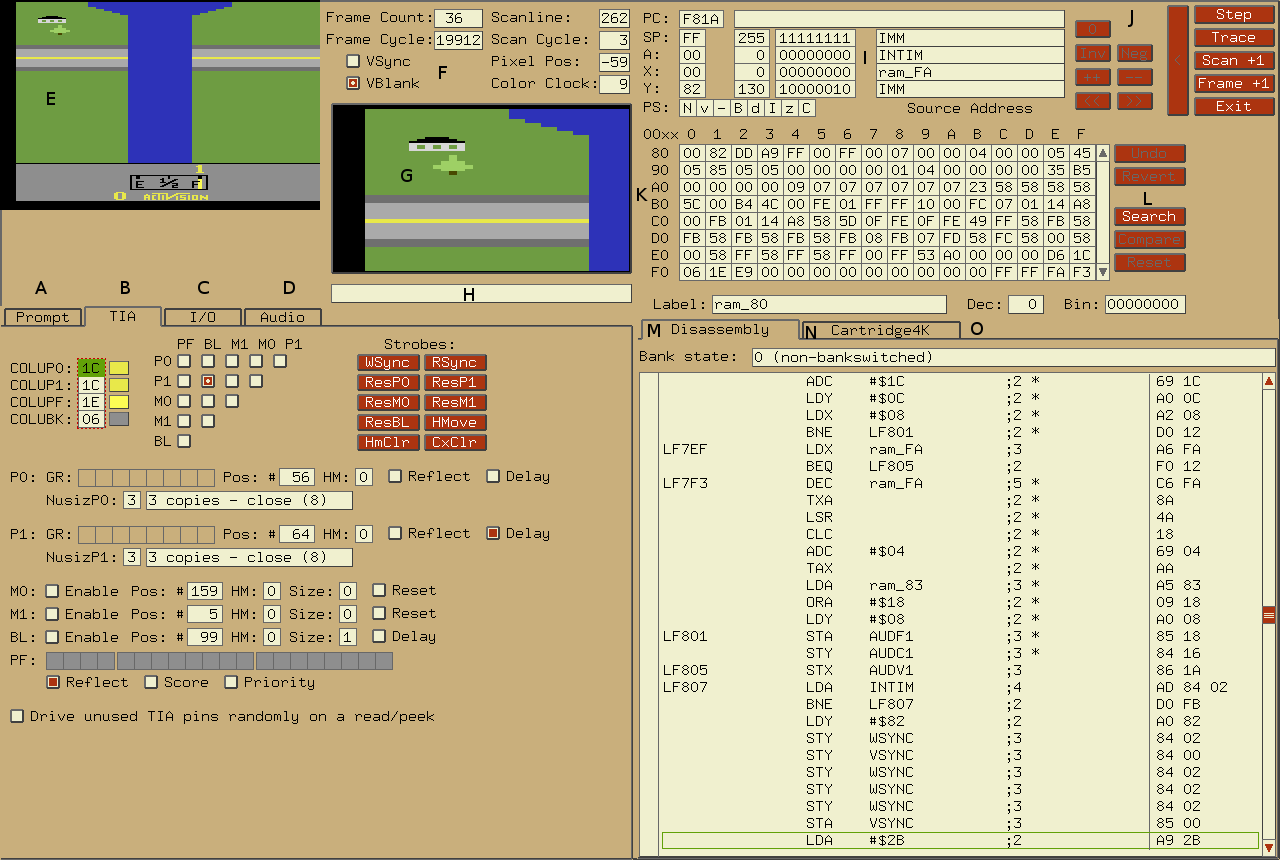 E
1
E 1/2 F
1
0 ACTIVISION
Frame Count: 36 Scanline: 262
Frame Cycle: 19912 Scan Cycle: 3
VSync Pixel Pos: -59
VBlank F Color Clock: 9
G
H
PC: F81A
SP: FF 255 11111111 IMM
A: 00 0 00000000 I INTIM
X: 00 0 00000000 ram_FA
Y: 82 130 10000010 IMM
PS: N v - B d I z C Source Address
J
0
Inv Neg
++ --
<< >>
<
Step
Trace
Scan +1
Frame +1
Exit
00xx 0 1 2 3 4 5 6 7 8 9 A B C D E F
80 00 82 DD A9 FF 00 FF 00 07 00 00 04 00 00 05 45
90 05 85 05 05 00 00 00 00 01 04 00 00 00 00 35 B5
A0 00 00 00 00 09 07 07 07 07 07 07 23 58 58 58 58
K B0 5C 00 B4 4C 00 FE 01 FF FF 10 00 FC 07 01 14 A8
C0 00 FB 01 14 A8 58 5D 0F FE 0F FE 49 FF 58 FB 58
D0 FB 58 FB 58 FB 58 FB 08 FB 07 FD 58 FC 58 00 58
E0 00 58 FF 58 FF 58 FF 00 FF 53 A0 00 00 00 D6 1C
F0 06 1E E9 00 00 00 00 00 00 00 00 00 FF FF FA F3
Undo
Revert
L
Search
Compare
Reset
Label: ram_80 Dec: 0 Bin: 00000000
A B C D
Prompt TIA I/O Audio
PF BL M1 M0 P1
P0
P1
M0
M1
BL
COLUP0: 1C
COLUP1: 1C
COLUPF: 1E
COLUBK: 06
Strobes:
WSync RSync
ResP0 ResP1
ResM0 ResM1
ResBL HMove
HmClr CxClr
P0: GR: Pos: # 56 HM: 0 Reflect Delay
NusizP0: 3 3 copies - close (8)
P1: GR: Pos: # 64 HM: 0 Reflect Delay
NusizP1: 3 3 copies - close (8)
M0: Enable Pos: # 159 HM: 0 Size: 0 Reset
M1: Enable Pos: # 5 HM: 0 Size: 0 Reset
BL: Enable Pos: # 99 HM: 0 Size: 1 Delay
PF:
Reflect Score Priority
Drive unused TIA pins randomly on a read/peek
M Disassembly N Cartridge4K O
Bank state: 0 (non-bankswitched)
ADC #$1C ;2 * 69 1C
LDY #$0C ;2 * A0 0C
LDX #$08 ;2 * A2 08
BNE LF801 ;2 * D0 12
LF7EF LDX ram_FA ;3 A6 FA
BEQ LF805 ;2 F0 12
LF7F3 DEC ram_FA ;5 * C6 FA
TXA ;2 * 8A
LSR ;2 * 4A
CLC ;2 * 18
ADC #$04 ;2 * 69 04
TAX ;2 * AA
LDA ram_83 ;3 * A5 83
ORA #$18 ;2 * 09 18
LDY #$08 ;2 * A0 08
LF801 STA AUDF1 ;3 * 85 18
STY AUDC1 ;3 * 84 16
LF805 STX AUDV1 ;3 86 1A
LF807 LDA INTIM ;4 AD 84 02
BNE LF807 ;2 D0 FB
LDY #$82 ;2 A0 82
STY WSYNC ;3 84 02
STY VSYNC ;3 84 00
STY WSYNC ;3 84 02
STY WSYNC ;3 84 02
STY WSYNC ;3 84 02
STA VSYNC ;3 85 00
LDA #$2B ;2 A9 2B